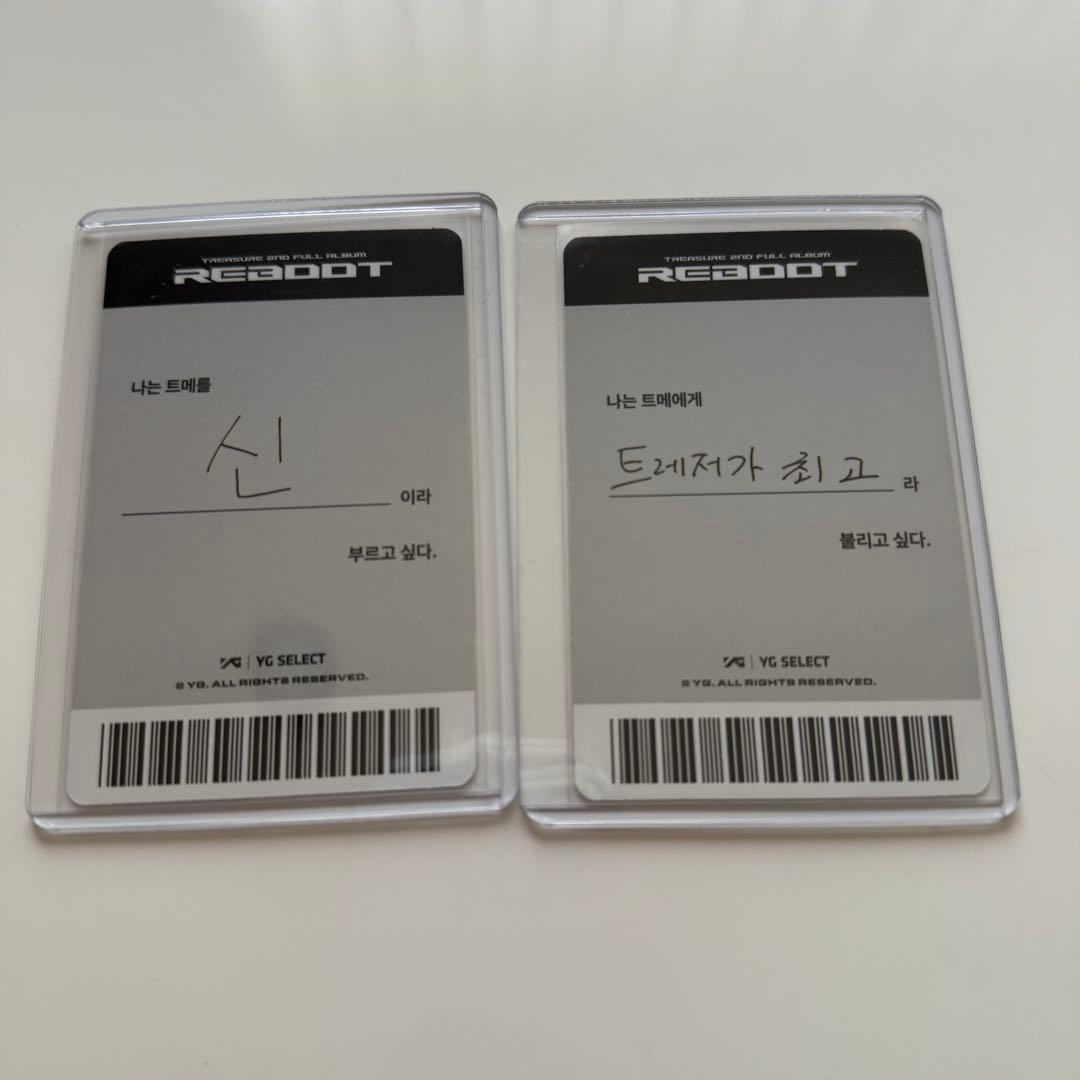 TREASURE 2ND FULL ALBUM
REBOOT
나는 트메를
신
이라
부르고 싶다.
YG | YG SELECT
© YG. ALL RIGHTS RESERVED.
TREASURE 2ND FULL ALBUM
REBOOT
나는 트메에게
트레저가 최고 라
불리고 싶다.
YG | YG SELECT
© YG. ALL RIGHTS RESERVED.